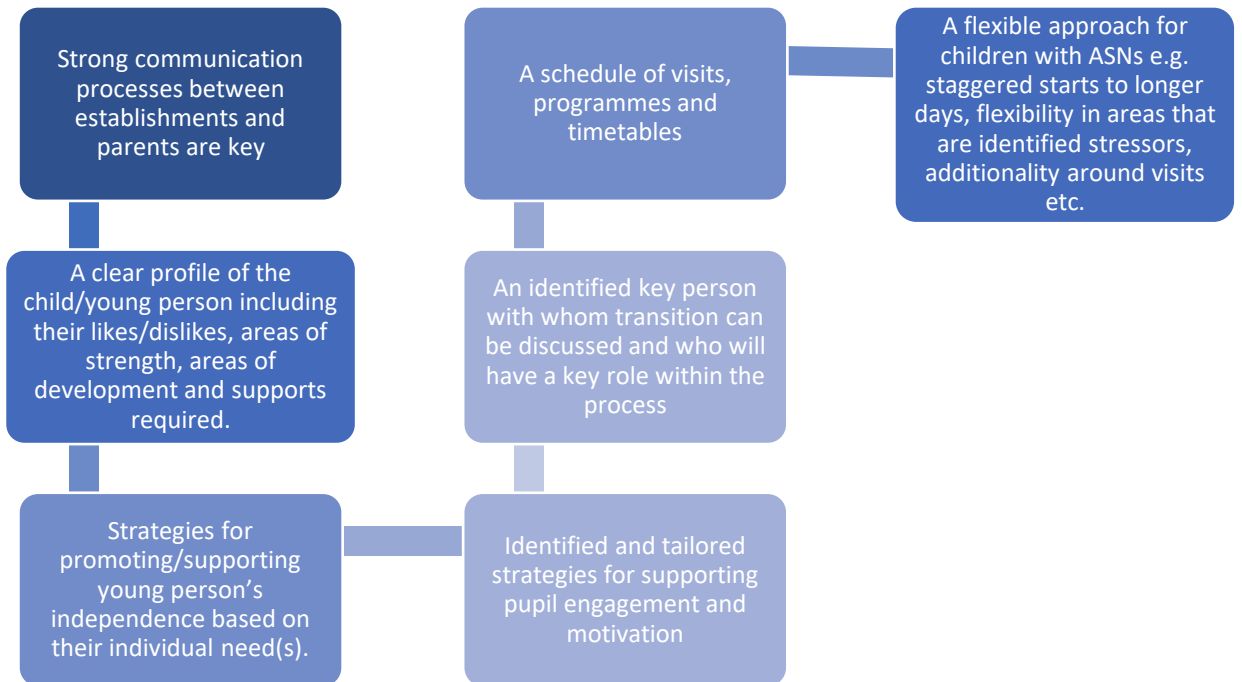 Strong communication
processes between
establishments and
parents are key
A clear profile of the
child/young person including
their likes/dislikes, areas of
strength, areas of
development and supports
required.
Strategies for
promoting/supporting
young person’s
independence based on
their individual need(s).
Identified and tailored
strategies for supporting
pupil engagement and
motivation
An identified key person
with whom transition can
be discussed and who will
have a key role within the
process
A schedule of visits,
programmes and
timetables
A flexible approach for
children with ASNs e.g.
staggered starts to longer
days, flexibility in areas that
are identified stressors,
additionality around visits
etc.